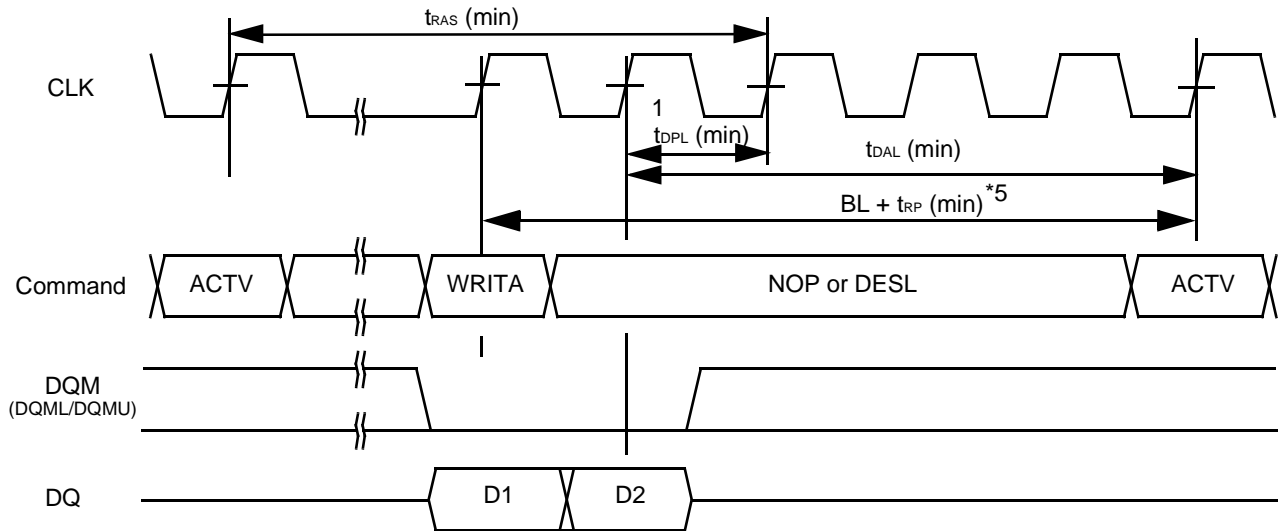 tRAS (min)
CLK
1
tDPL (min)
tDAL (min)
BL + tRP (min)*5
Command
ACTV
WRITA
NOP or DESL
ACTV
DQM
(DQML/DQMU)
DQ
D1
D2